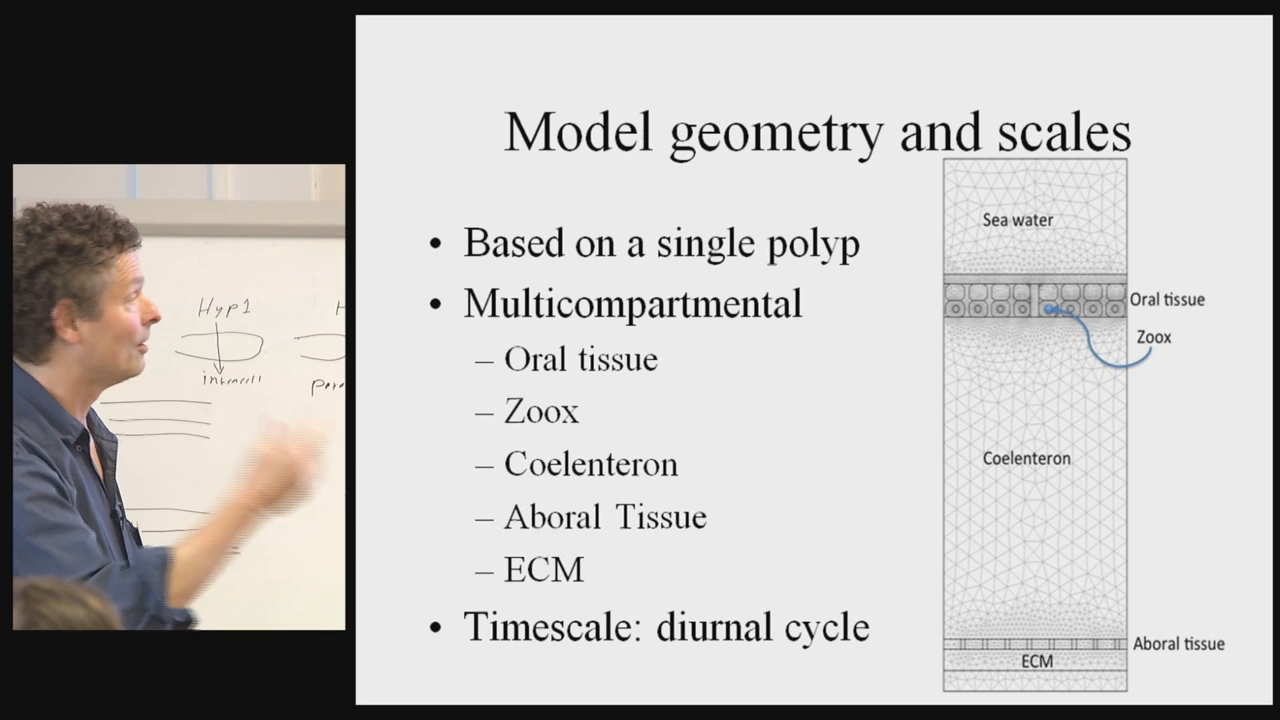 Model geometry and scales
• Based on a single polyp
• Multicompartmental
– Oral tissue
– Zoox
– Coelenteron
– Aboral Tissue
– ECM
• Timescale: diurnal cycle
Sea water
Oral tissue
Zoox
Coelenteron
Aboral tissue
ECM
Hyp1
H